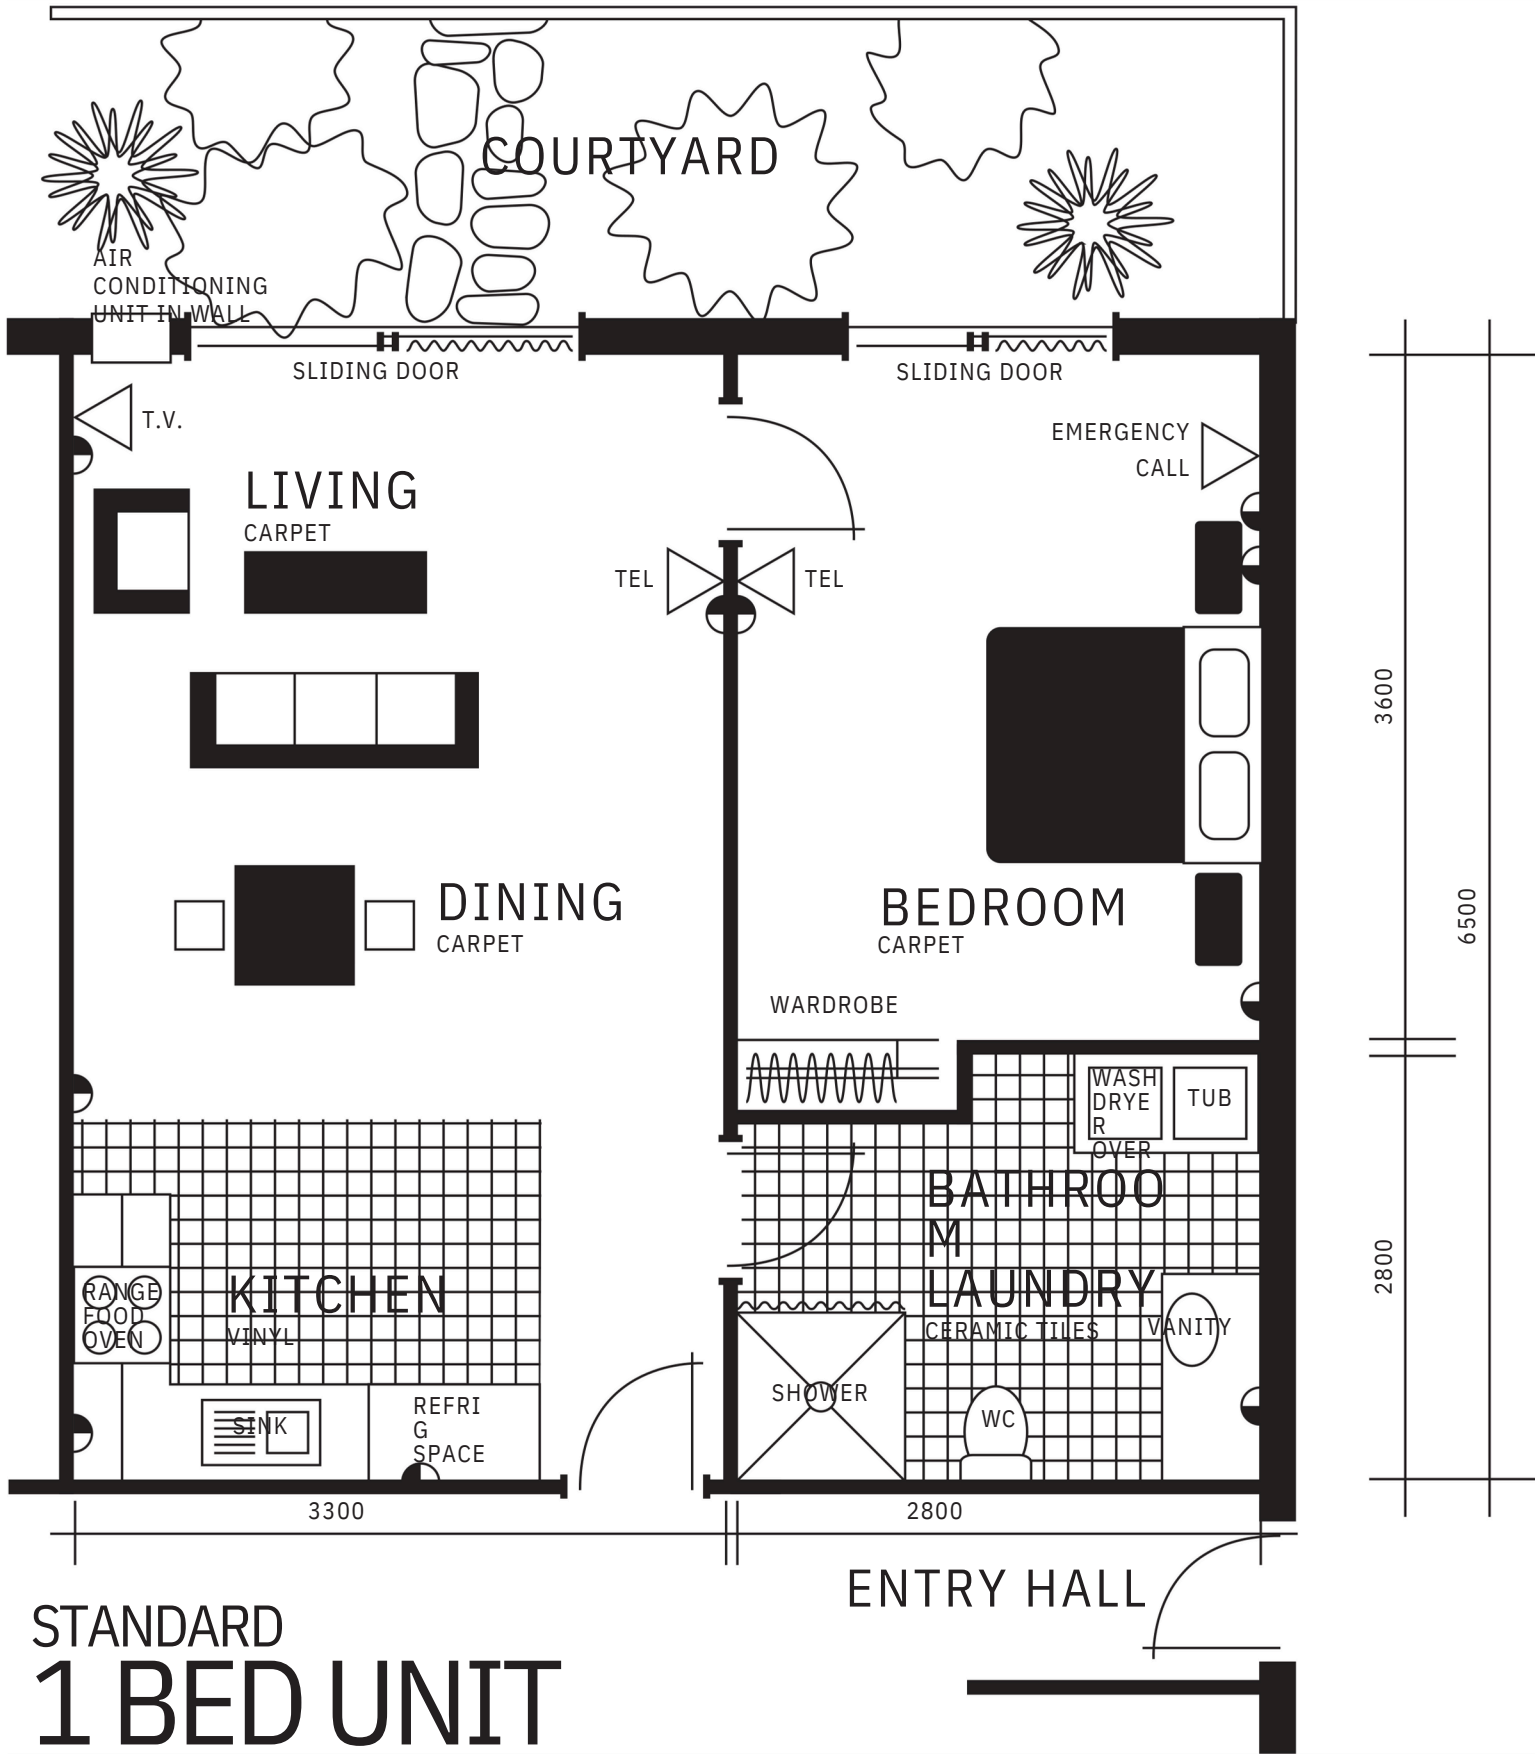 COURTYARD
AIR
CONDITIONING
UNIT IN WALL
SLIDING DOOR
SLIDING DOOR
T.V.
EMERGENCY
CALL
LIVING
CARPET
TEL
TEL
3600
DINING
CARPET
BEDROOM
CARPET
6500
WARDROBE
WASH
DRYE
R
OVER
TUB
BATHROO
M
LAUNDRY
CERAMIC TILES
2800
KITCHEN
VINYL
RANGE
FOOD
OVEN
VANITY
SHOWER
WC
SINK
REFRI
G
SPACE
3300
2800
ENTRY HALL
STANDARD
1 BED UNIT